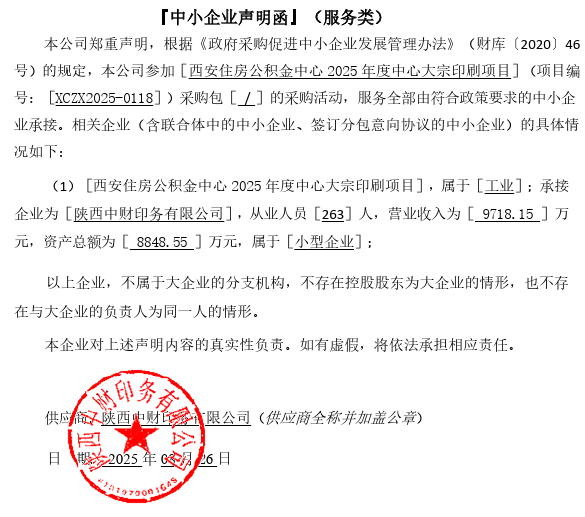 『中小企业声明函』（服务类）
本公司郑重声明，根据《政府采购促进中小企业发展管理办法》（财库〔2020〕46
号）的规定，本公司参加［西安住房公积金中心 2025 年度中心大宗印刷项目］（项目编
号：［XCZX2025-0118］）采购包［ / ］的采购活动，服务全部由符合政策要求的中小企
业承接。相关企业（含联合体中的中小企业、签订分包意向协议的中小企业）的具体情
况如下：
（1）［西安住房公积金中心 2025 年度中心大宗印刷项目］，属于［工业］；承接
企业为［陕西中财印务有限公司］，从业人员［263］人，营业收入为［ 9718.15 ］万
元，资产总额为［ 8848.55 ］万元，属于［小型企业］；
以上企业，不属于大企业的分支机构，不存在控股股东为大企业的情形，也不存
在与大企业的负责人为同一人的情形。
本企业对上述声明内容的真实性负责。如有虚假，将依法承担相应责任。
供应商 陕西中财印务有限公司（供应商全称并加盖公章）
日 期 2025 年 0 月 26 日
陕西中财印务有限公司